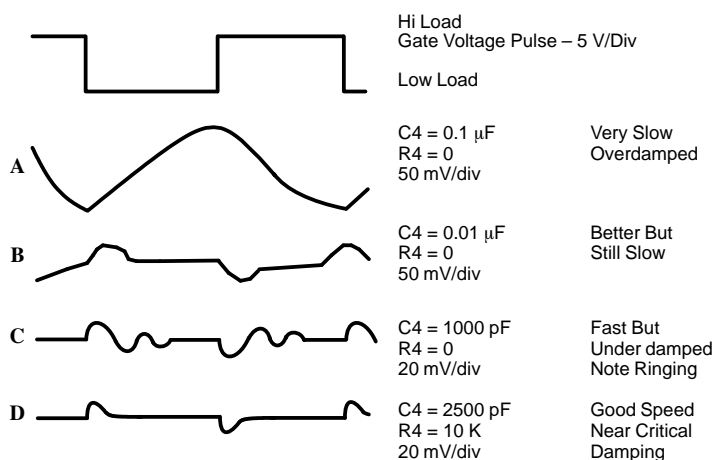 Hi Load
Gate Voltage Pulse – 5 V/Div
Low Load
A
C4 = 0.1 μF Very Slow
R4 = 0 Overdamped
50 mV/div
B
C4 = 0.01 μF Better But
R4 = 0 Still Slow
50 mV/div
C
C4 = 1000 pF Fast But
R4 = 0 Under damped
20 mV/div Note Ringing
D
C4 = 2500 pF Good Speed
R4 = 10 K Near Critical
20 mV/div Damping